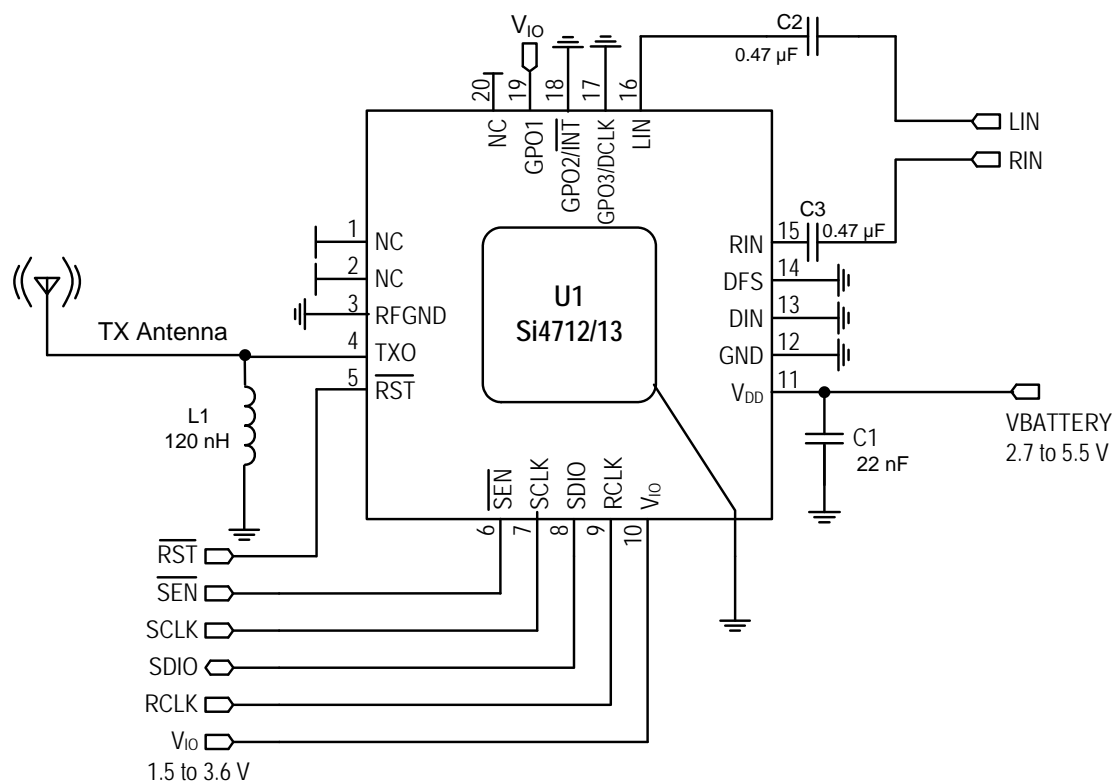 V_IO
C2
0.47 µF
20
19
18
17
16
NC
GPO1
GPO2/INT
GPO3/DCLK
LIN
LIN
RIN
C3
0.47 µF
1
NC
2
NC
3
RFGND
4
TXO
5
RST
15
RIN
14
DFS
13
DIN
12
GND
11
VDD
U1
Si4712/13
TX Antenna
L1
120 nH
C1
22 nF
VBATTERY
2.7 to 5.5 V
SEN
SCLK
SDIO
RCLK
VIO
6
7
8
9
10
RST
SEN
SCLK
SDIO
RCLK
VIO
1.5 to 3.6 V